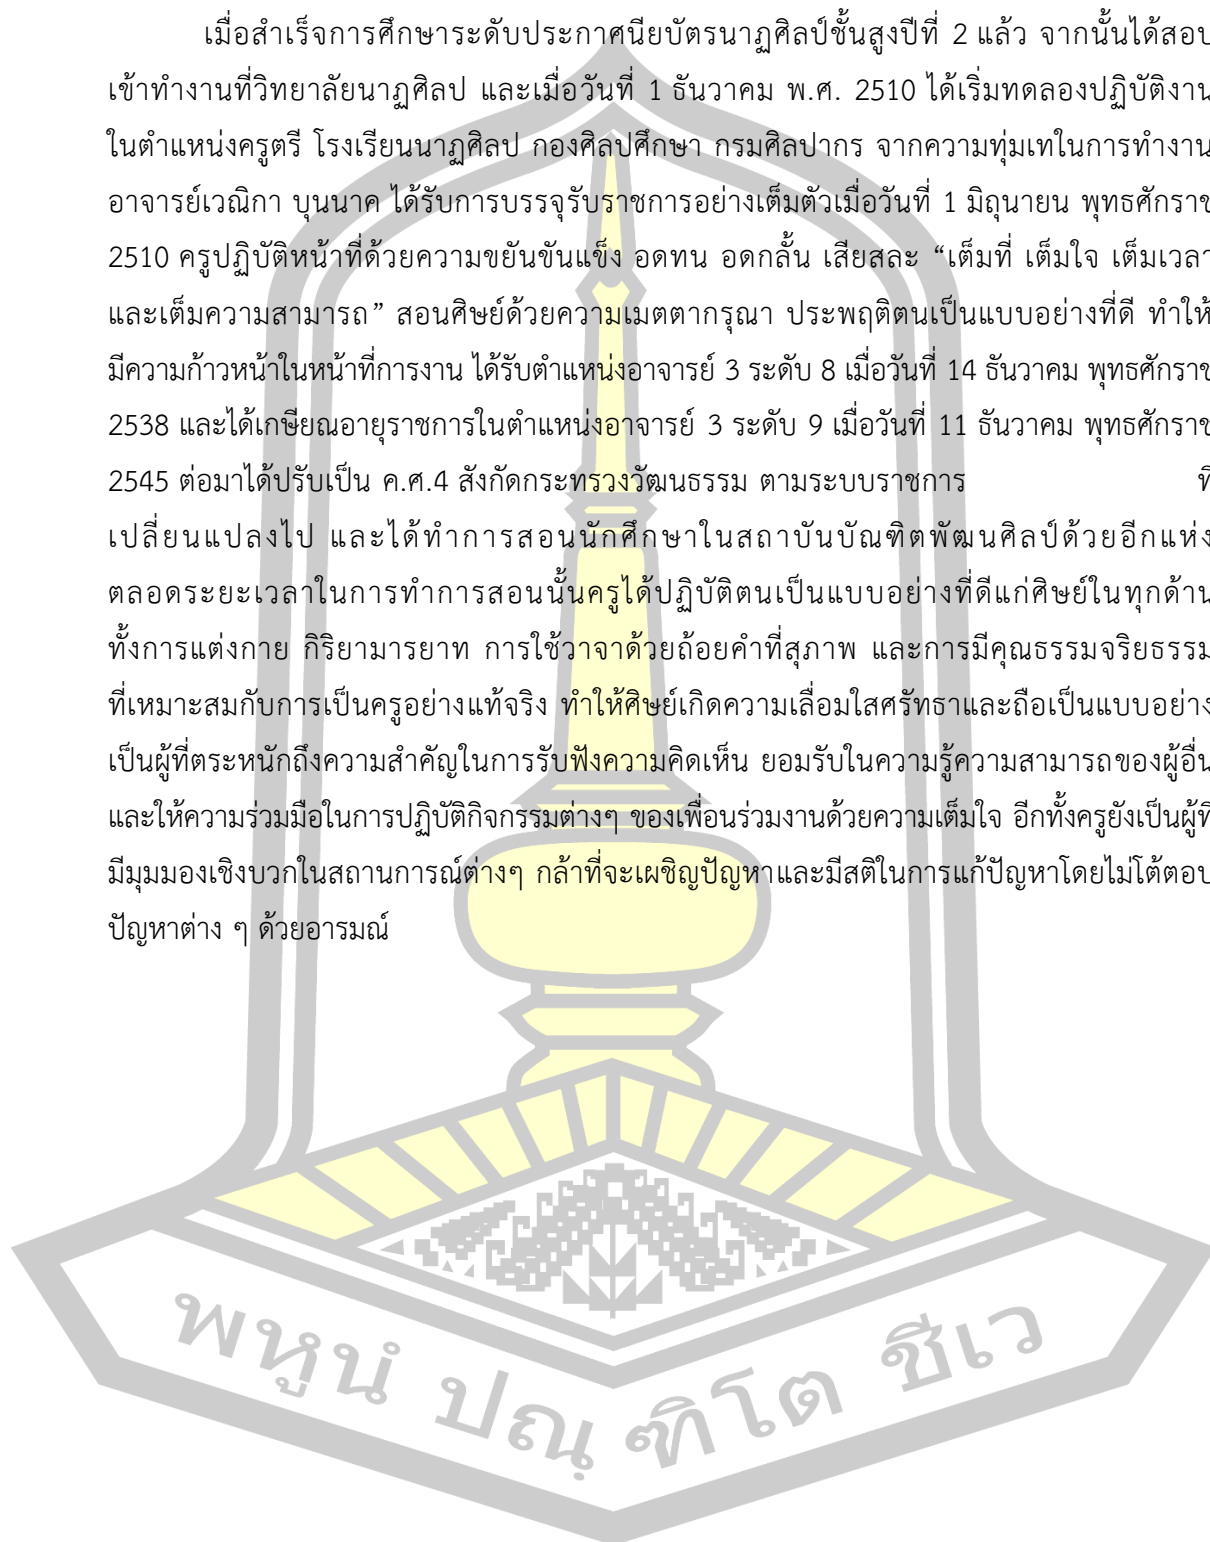 เมื่อสำเร็จการศึกษาระดับประกาศนียบัตรนาฏศิลป์ชั้นสูงปีที่ 2 แล้ว จากนั้นได้สอบ
เข้าทำงานที่วิทยาลัยนาฏศิลป และเมื่อวันที่ 1 ธันวาคม พ.ศ. 2510 ได้เริ่มทดลองปฏิบัติงาน
ในตำแหน่งครูตรี โรงเรียนนาฏศิลป กองศิลปศึกษา กรมศิลปากร จากความทุ่มเทในการทำงาน
อาจารย์เวณิกา บุนนาค ได้รับการบรรจุรับราชการอย่างเต็มตัวเมื่อวันที่ 1 มิถุนายน พุทธศักราช
2510 ครูปฏิบัติหน้าที่ด้วยความขยันขันแข็ง อดทน อดกลั้น เสียสละ “เต็มที่ เต็มใจ เต็มเวลา
และเต็มความสามารถ” สอนศิษย์ด้วยความเมตตากรุณา ประพฤติตนเป็นแบบอย่างที่ดี ทำให้
มีความก้าวหน้าในหน้าที่การงาน ได้รับตำแหน่งอาจารย์ 3 ระดับ 8 เมื่อวันที่ 14 ธันวาคม พุทธศักราช
2538 และได้เกษียณอายุราชการในตำแหน่งอาจารย์ 3 ระดับ 9 เมื่อวันที่ 11 ธันวาคม พุทธศักราช
2545 ต่อมาได้ปรับเป็น ค.ศ.4 สังกัดกระทรวงวัฒนธรรม ตามระบบราชการ ที่
เปลี่ยนแปลงไป และได้ทำการสอนนักศึกษาในสถาบันบัณฑิตพัฒนศิลป์ด้วยอีกแห่ง
ตลอดระยะเวลาในการทำการสอนนั้นครูได้ปฏิบัติตนเป็นแบบอย่างที่ดีแก่ศิษย์ในทุกด้าน
ทั้งการแต่งกาย กิริยามารยาท การใช้วาจาด้วยถ้อยคำที่สุภาพ และการมีคุณธรรมจริยธรรม
ที่เหมาะสมกับการเป็นครูอย่างแท้จริง ทำให้ศิษย์เกิดความเลื่อมใสศรัทธาและถือเป็นแบบอย่าง
เป็นผู้ที่ตระหนักถึงความสำคัญในการรับฟังความคิดเห็น ยอมรับในความรู้ความสามารถของผู้อื่น
และให้ความร่วมมือในการปฏิบัติกิจกรรมต่างๆ ของเพื่อนร่วมงานด้วยความเต็มใจ อีกทั้งครูยังเป็นผู้ที่
มีมุมมองเชิงบวกในสถานการณ์ต่างๆ กล้าที่จะเผชิญปัญหาและมีสติในการแก้ปัญหาโดยไม่โต้ตอบ
ปัญหาต่าง ๆ ด้วยอารมณ์
พหูนํ ปณฺฑิโต ชีเว